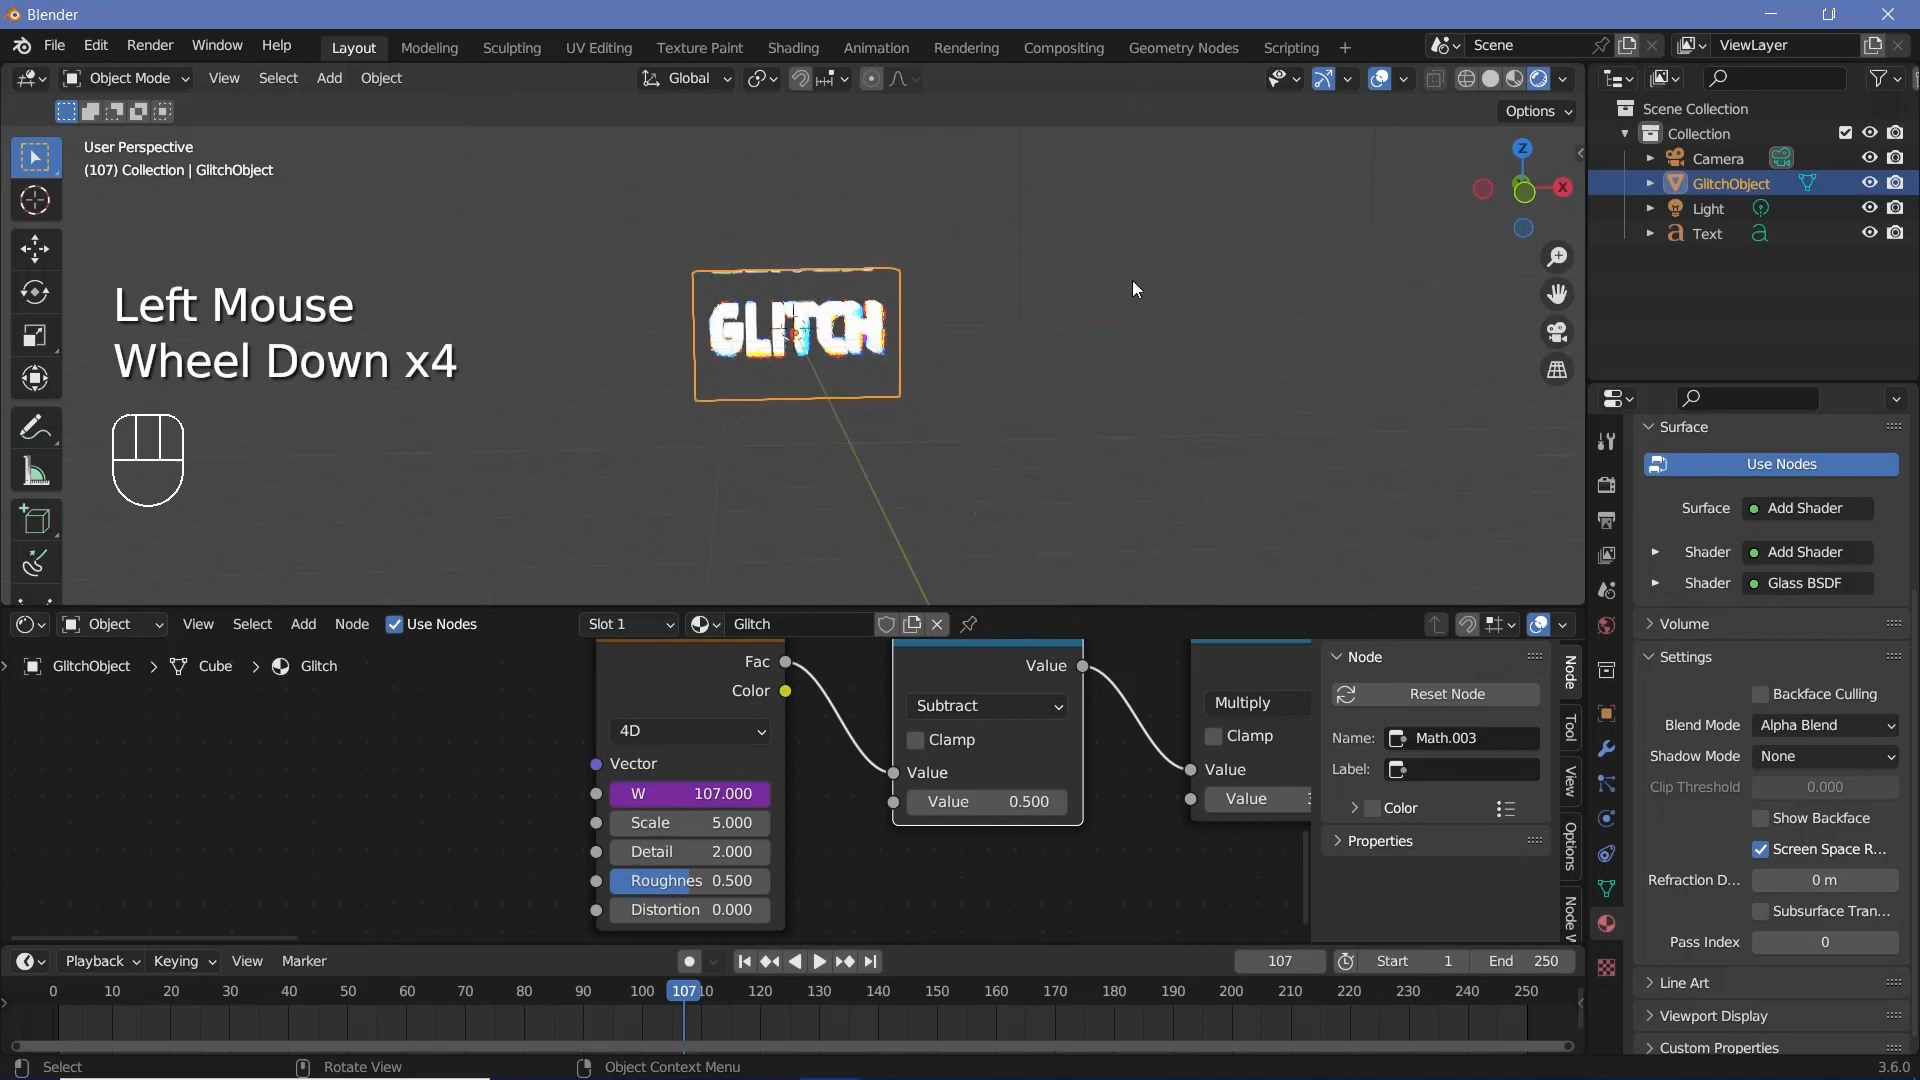 Blender
File Edit Render Window Help
Layout Modeling Sculpting UV Editing Texture Paint Shading Animation Rendering Compositing Geometry Nodes Scripting +
Scene
ViewLayer
Object Mode View Select Add Object
Global
Options
User Perspective
(107) Collection | GlitchObject
Z
X
GLITCH
Left Mouse
Wheel Down x4
Scene Collection
Collection
Camera
GlitchObject
Light
Text
Surface
Use Nodes
Surface Add Shader
Shader Add Shader
Shader Glass BSDF
Volume
Settings
Backface Culling
Blend Mode Alpha Blend
Shadow Mode None
Clip Threshold 0.000
Show Backface
Screen Space R...
Refraction D... 0 m
Subsurface Tran...
Pass Index 0
Line Art
Viewport Display
Custom Properties
Object View Select Add Node Use Nodes Slot 1 Glitch
GlitchObject > Cube > Glitch
Fac
Color
4D
Vector
W 107.000
Scale 5.000
Detail 2.000
Roughnes 0.500
Distortion 0.000
Value
Subtract
Clamp
Value
Value 0.500
Multiply
Clamp
Value
Value
Node
Reset Node
Name: Math.003
Label:
Color
Properties
Node
Tool
View
Options
Node W
Playback Keying View Marker
107 Start 1 End 250
0 10 20 30 40 50 60 70 80 90 100 107 10 120 130 140 150 160 170 180 190 200 210 220 230 240 250
Select Rotate View Object Context Menu 3.6.0